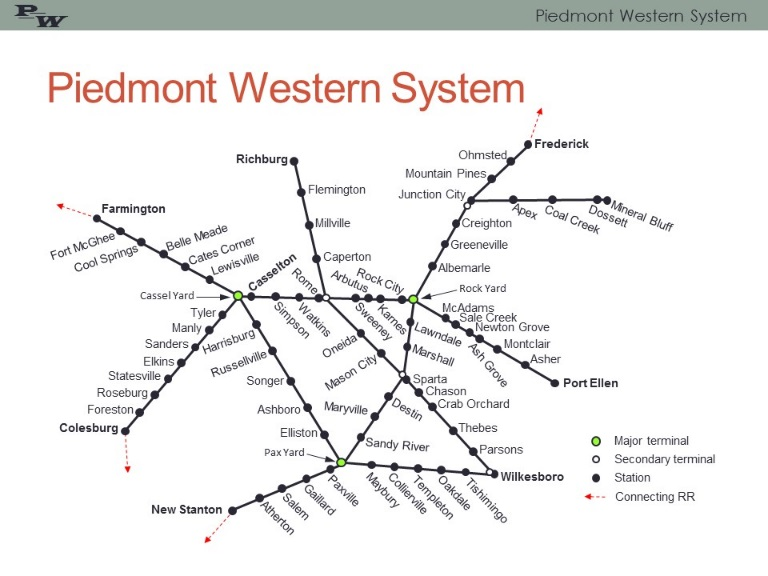 PW
Piedmont Western System
Piedmont Western System
Frederick
Ohmsted
Mountain Pines
Junction City
Apex
Coal Creek
Dossett
Mineral Bluff
Creighton
Greeneville
Albemarle
Rock Yard
Richburg
Flemington
Millville
Caperton
Farmington
Fort McGhee
Cool Springs
Belle Meade
Cates Corner
Lewisville
Casselton
Cassel Yard
Simpson
Watkins
Rome
Arbutus
Rock City
Sweeney
Karnes
McAdams
Sale Creek
Newton Grove
Ash Grove
Montclair
Asher
Port Ellen
Tyler
Manly
Sanders
Elkins
Statesville
Roseburg
Foreston
Colesburg
Harrisburg
Russellville
Songer
Ashboro
Elliston
Pax Yard
Oneida
Mason City
Lawndale
Marshall
Sparta
Chason
Crab Orchard
Thebes
Parsons
Wilkesboro
Maryville
Destin
Sandy River
Paxville
Gaillard
Salem
Atherton
New Stanton
Maybury
Collierville
Templeton
Oakdale
Tishimingo
Major terminal
Secondary terminal
Station
Connecting RR